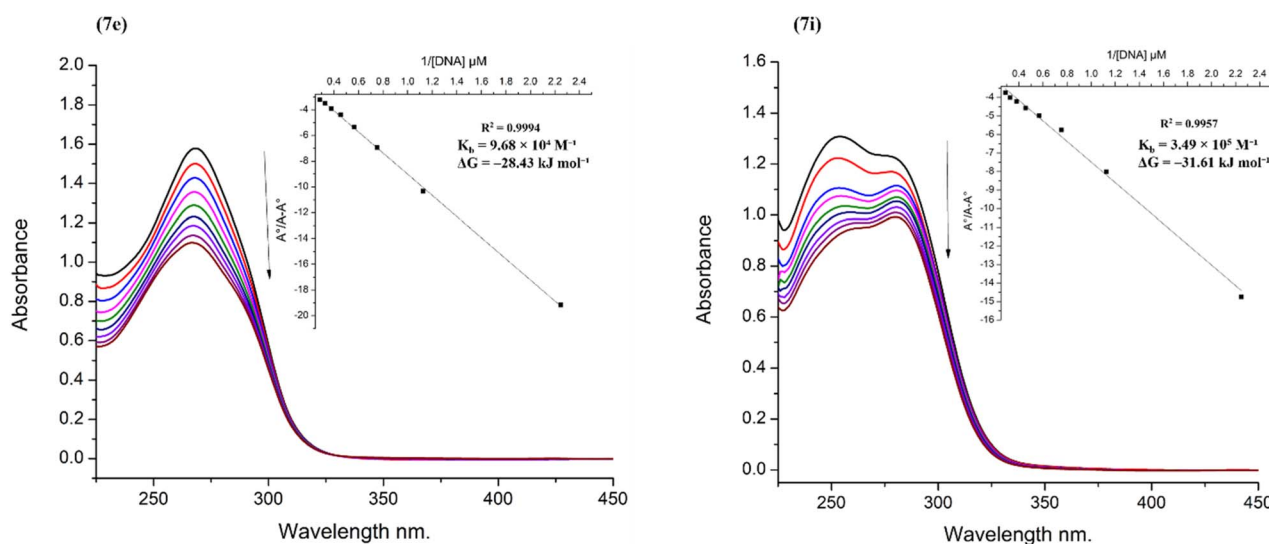 (7e)
1/[DNA] µM
0.4 0.6 0.8 1.0 1.2 1.4 1.6 1.8 2.0 2.2 2.4
-4
-6
-8
-10
-12
-14
-16
-18
-20
A°/A-A°
R² = 0.9994
K_b = 9.68 × 10⁴ M⁻¹
ΔG = −28.43 kJ mol⁻¹
2.0
1.8
1.6
1.4
1.2
1.0
0.8
0.6
0.4
0.2
0.0
Absorbance
250 300 350 400 450
Wavelength nm.
(7i)
1/[DNA] µM
0.4 0.6 0.8 1.0 1.2 1.4 1.6 1.8 2.0 2.2 2.4 2.6
-4
-5
-6
-7
-8
-9
-10
-11
-12
-13
-14
-15
-16
A°/A-A°
R² = 0.9957
K_b = 3.49 × 10⁵ M⁻¹
ΔG = −31.61 kJ mol⁻¹
1.6
1.4
1.2
1.0
0.8
0.6
0.4
0.2
0.0
Absorbance
250 300 350 400 450
Wavelength nm.